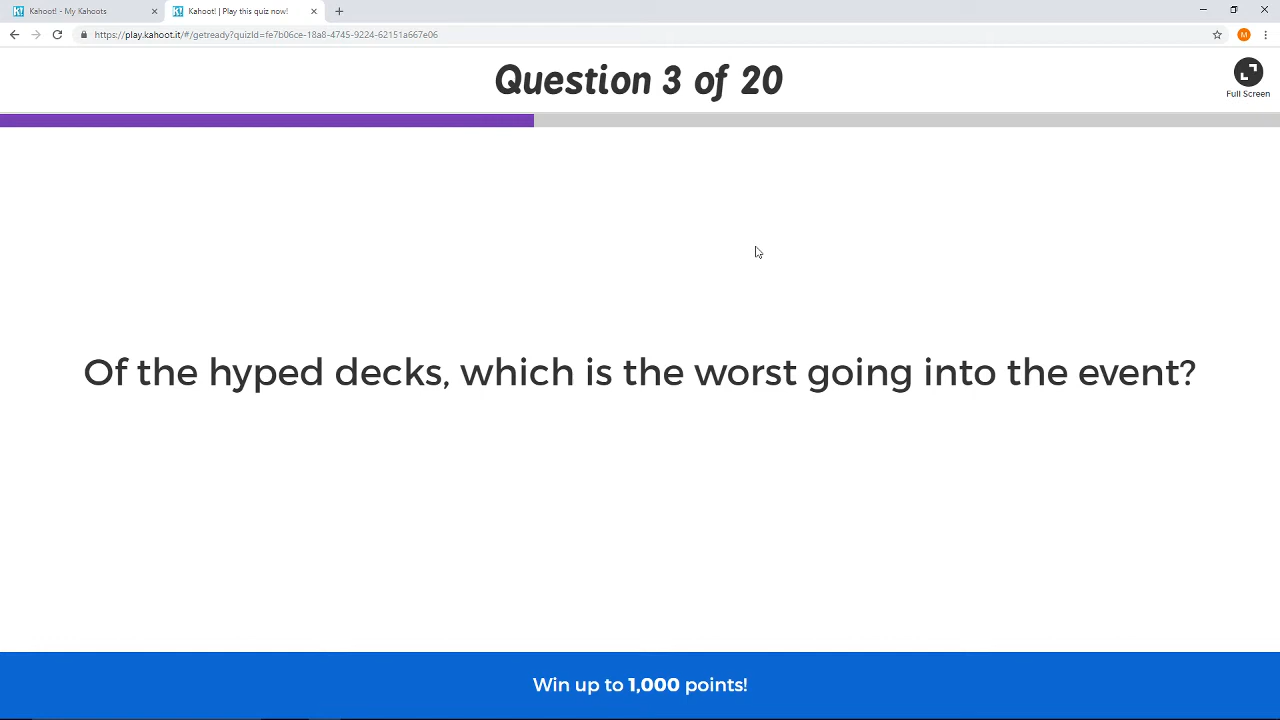 Kahoot! - My Kahoots
Kahoot! | Play this quiz now!
https://play.kahoot.it/#/getready?quizId=fe7b06ce-18a8-4745-9224-62151a667e06
M
Question 3 of 20
Full Screen
Of the hyped decks, which is the worst going into the event?
Win up to 1,000 points!